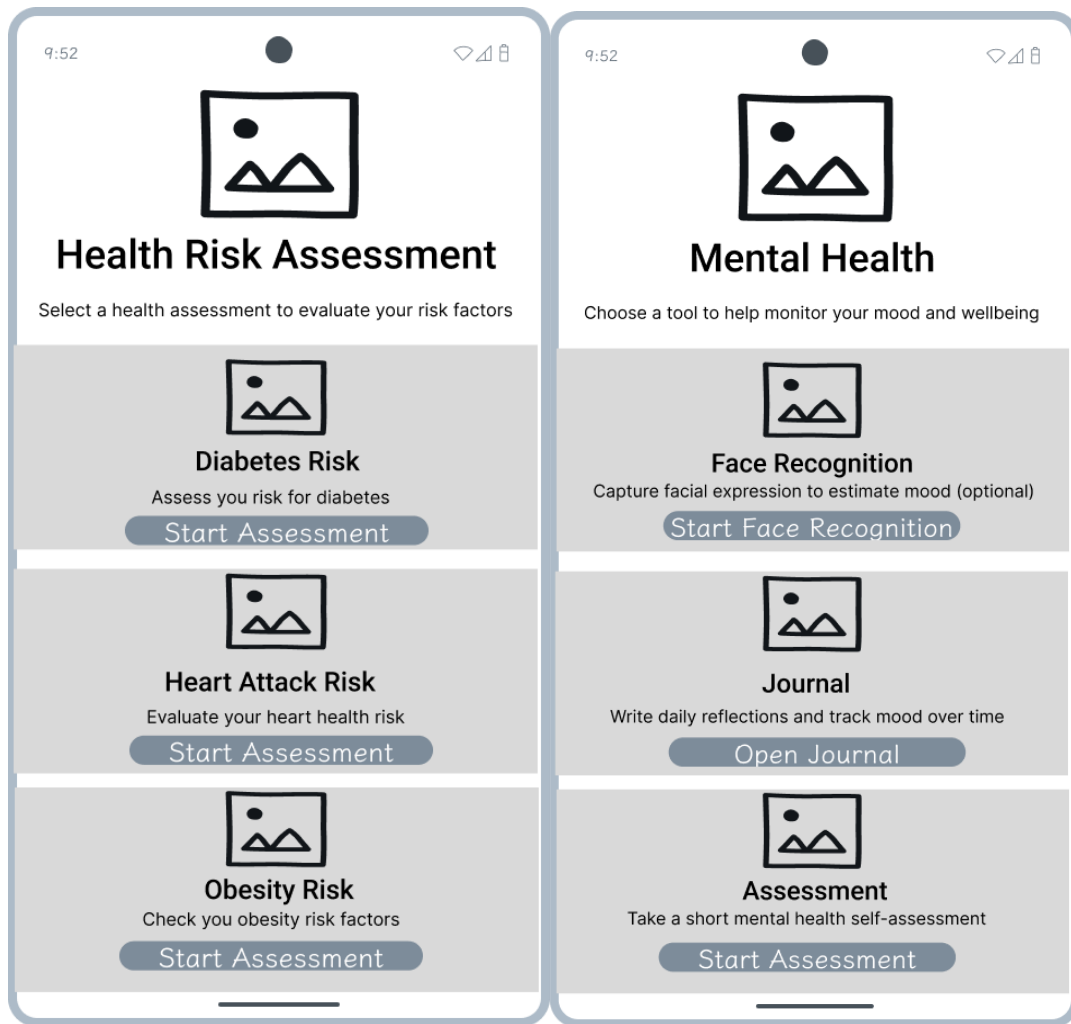 9:52
Health Risk Assessment
Select a health assessment to evaluate your risk factors
Diabetes Risk
Assess you risk for diabetes
Start Assessment
Heart Attack Risk
Evaluate your heart health risk
Start Assessment
Obesity Risk
Check you obesity risk factors
Start Assessment
9:52
Mental Health
Choose a tool to help monitor your mood and wellbeing
Face Recognition
Capture facial expression to estimate mood (optional)
Start Face Recognition
Journal
Write daily reflections and track mood over time
Open Journal
Assessment
Take a short mental health self-assessment
Start Assessment